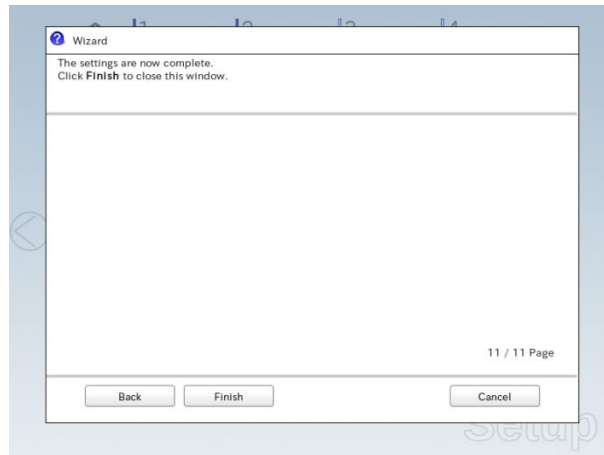 Wizard
The settings are now complete.
Click Finish to close this window.
11 / 11 Page
Back
Finish
Cancel
Setup